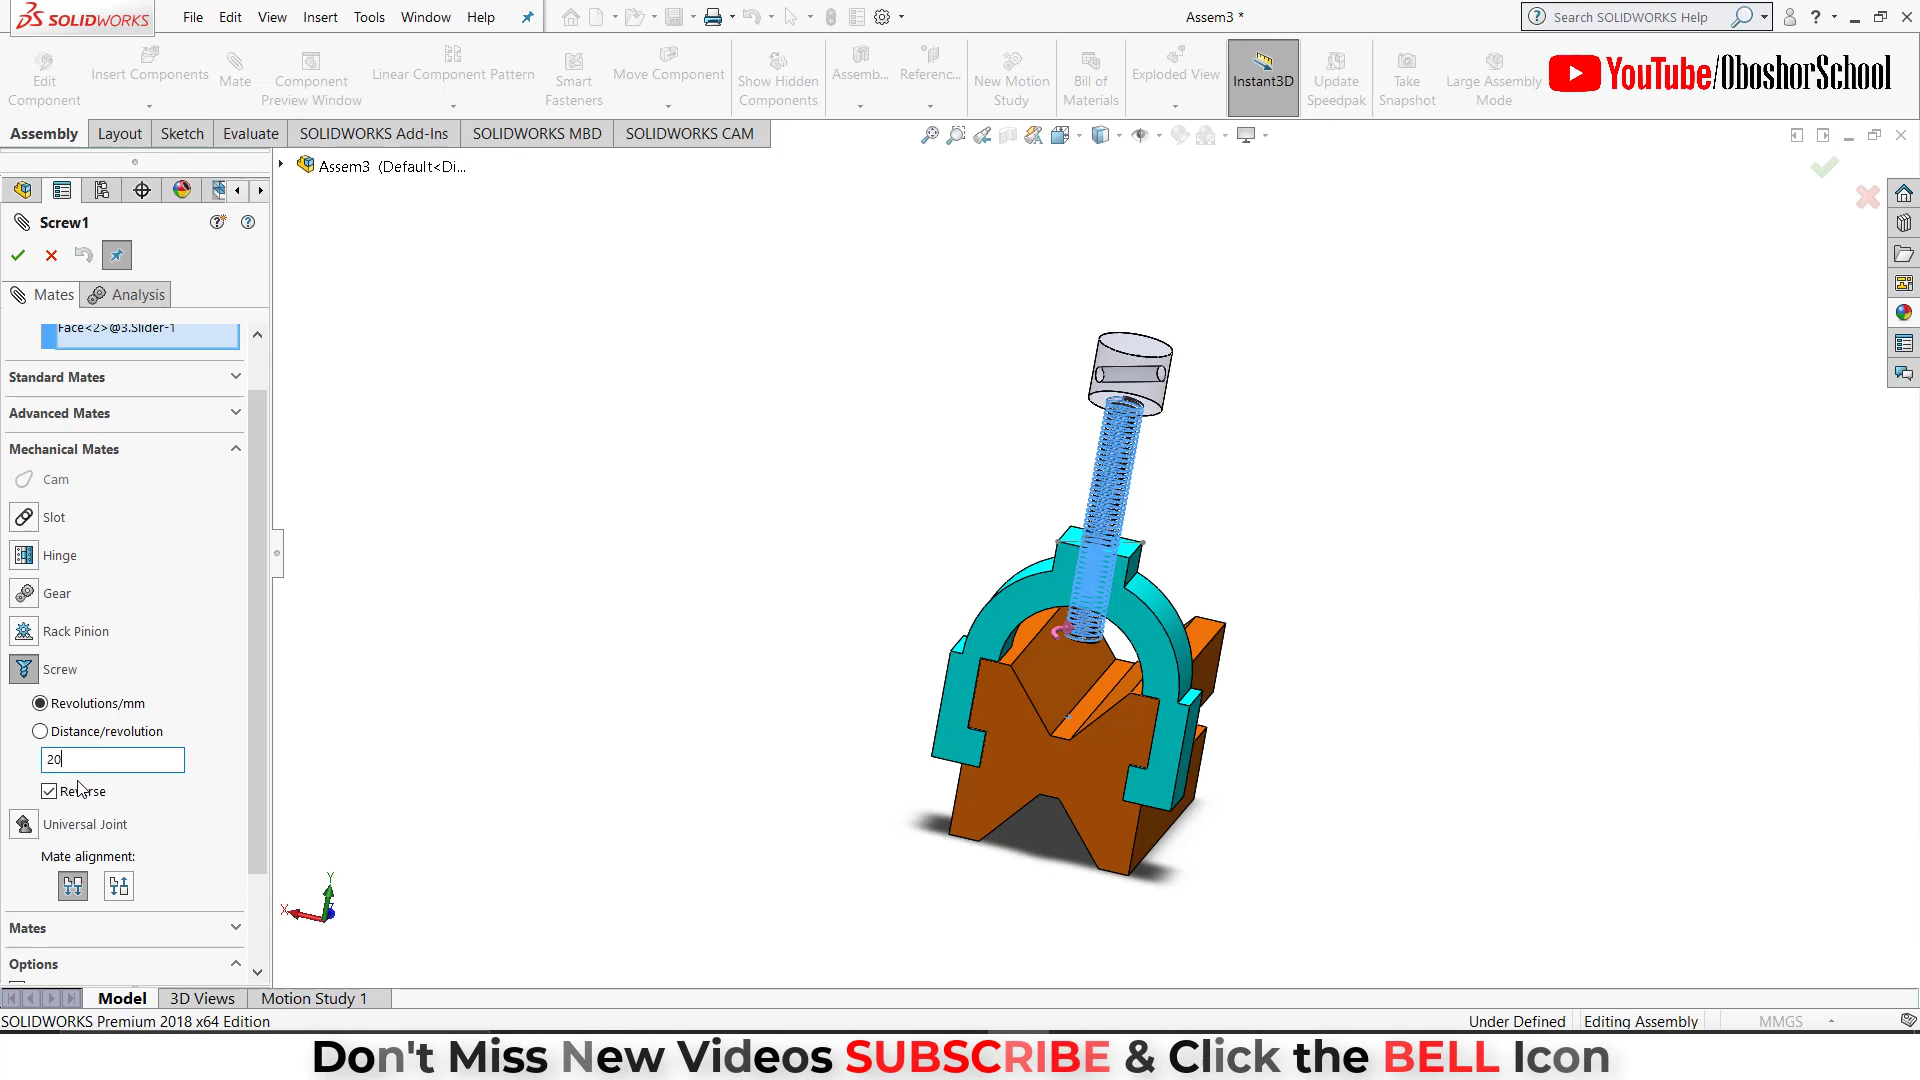 SOLIDWORKS
File Edit View Insert Tools Window Help
Assem3 *
Search SOLIDWORKS Help
Edit Component
Insert Components
Mate
Component Preview Window
Linear Component Pattern
Smart Fasteners
Move Component
Show Hidden Components
Assemb...
Referenc...
New Motion Study
Bill of Materials
Exploded View
Instant3D
Update Speedpak
Take Snapshot
Large Assembly Mode
YouTube/OboshorSchool
Assembly Layout Sketch Evaluate SOLIDWORKS Add-Ins SOLIDWORKS MBD SOLIDWORKS CAM
Assem3 (Default<Di...
Screw1
Mates Analysis
Face<2>@3.Slider-1
Standard Mates
Advanced Mates
Mechanical Mates
Cam
Slot
Hinge
Gear
Rack Pinion
Screw
Revolutions/mm
Distance/revolution
20
Reverse
Universal Joint
Mate alignment:
Mates
Options
Y
X
Model 3D Views Motion Study 1
SOLIDWORKS Premium 2018 x64 Edition
Under Defined Editing Assembly MMGS
Don't Miss New Videos SUBSCRIBE & Click the BELL Icon